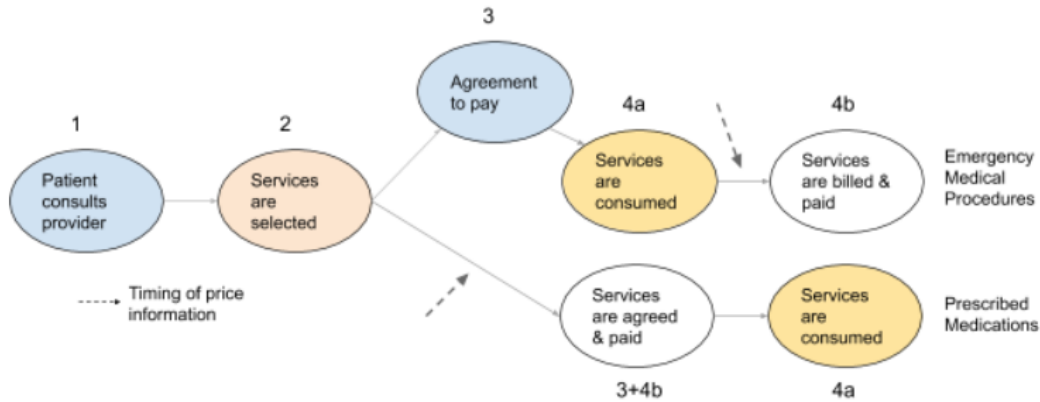 3
Agreement
to pay
1
Patient
consults
provider
2
Services
are
selected
4a
Services
are
consumed
4b
Services
are billed &
paid
Emergency
Medical
Procedures
Timing of price
information
Services
are agreed
& paid
3+4b
Services
are
consumed
4a
Prescribed
Medications